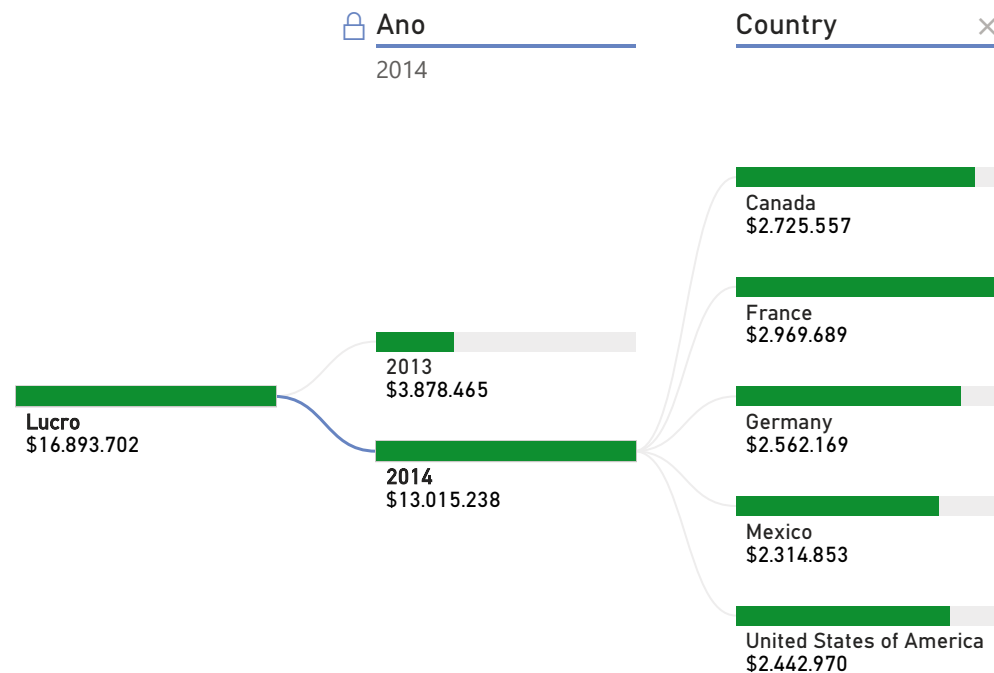 Ano
2014
Country
Lucro
$16.893.702
2013
$3.878.465
2014
$13.015.238
Canada
$2.725.557
France
$2.969.689
Germany
$2.562.169
Mexico
$2.314.853
United States of America
$2.442.970